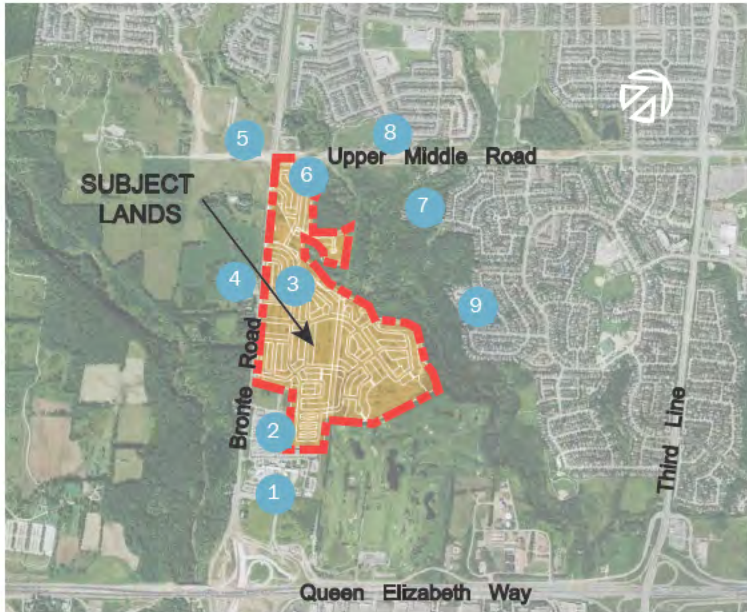 5
8
Upper Middle Road
6
SUBJECT
LANDS
7
4
3
9
Bronte Road
2
Third Line
1
Queen Elizabeth Way